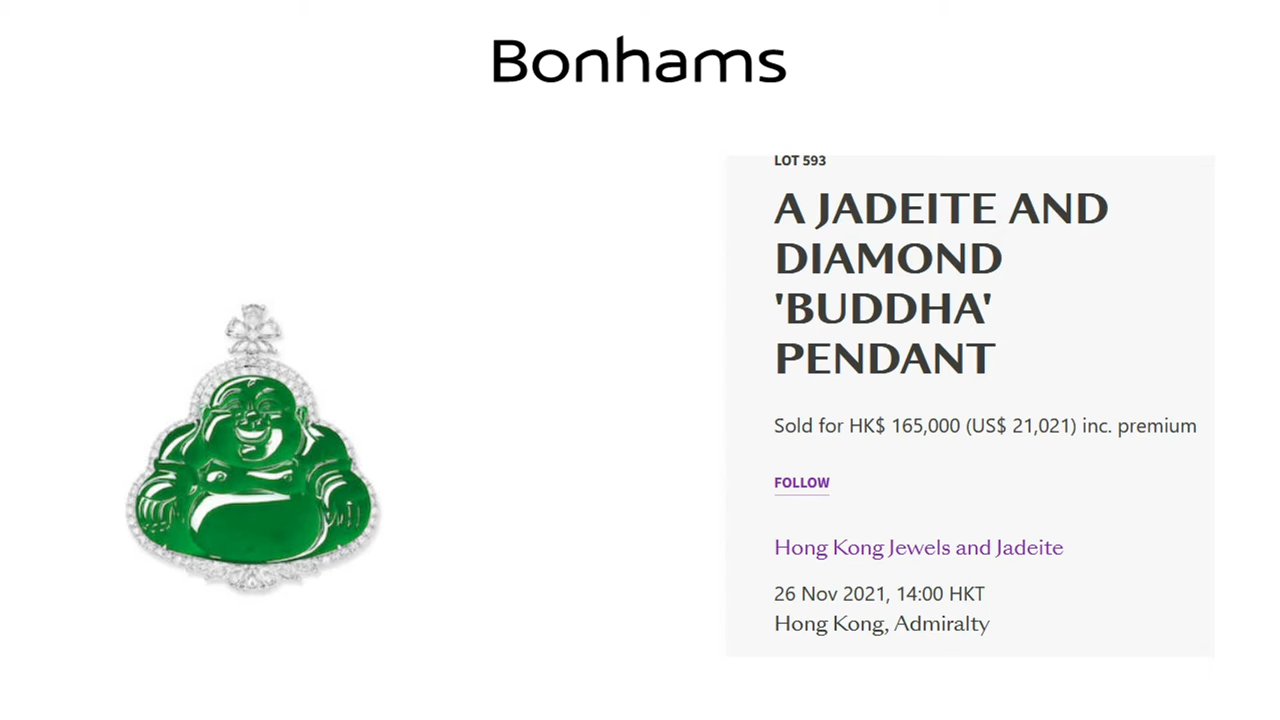 Bonhams
LOT 593
A JADEITE AND
DIAMOND
'BUDDHA'
PENDANT
Sold for HK$ 165,000 (US$ 21,021) inc. premium
FOLLOW
Hong Kong Jewels and Jadeite
26 Nov 2021, 14:00 HKT
Hong Kong, Admiralty